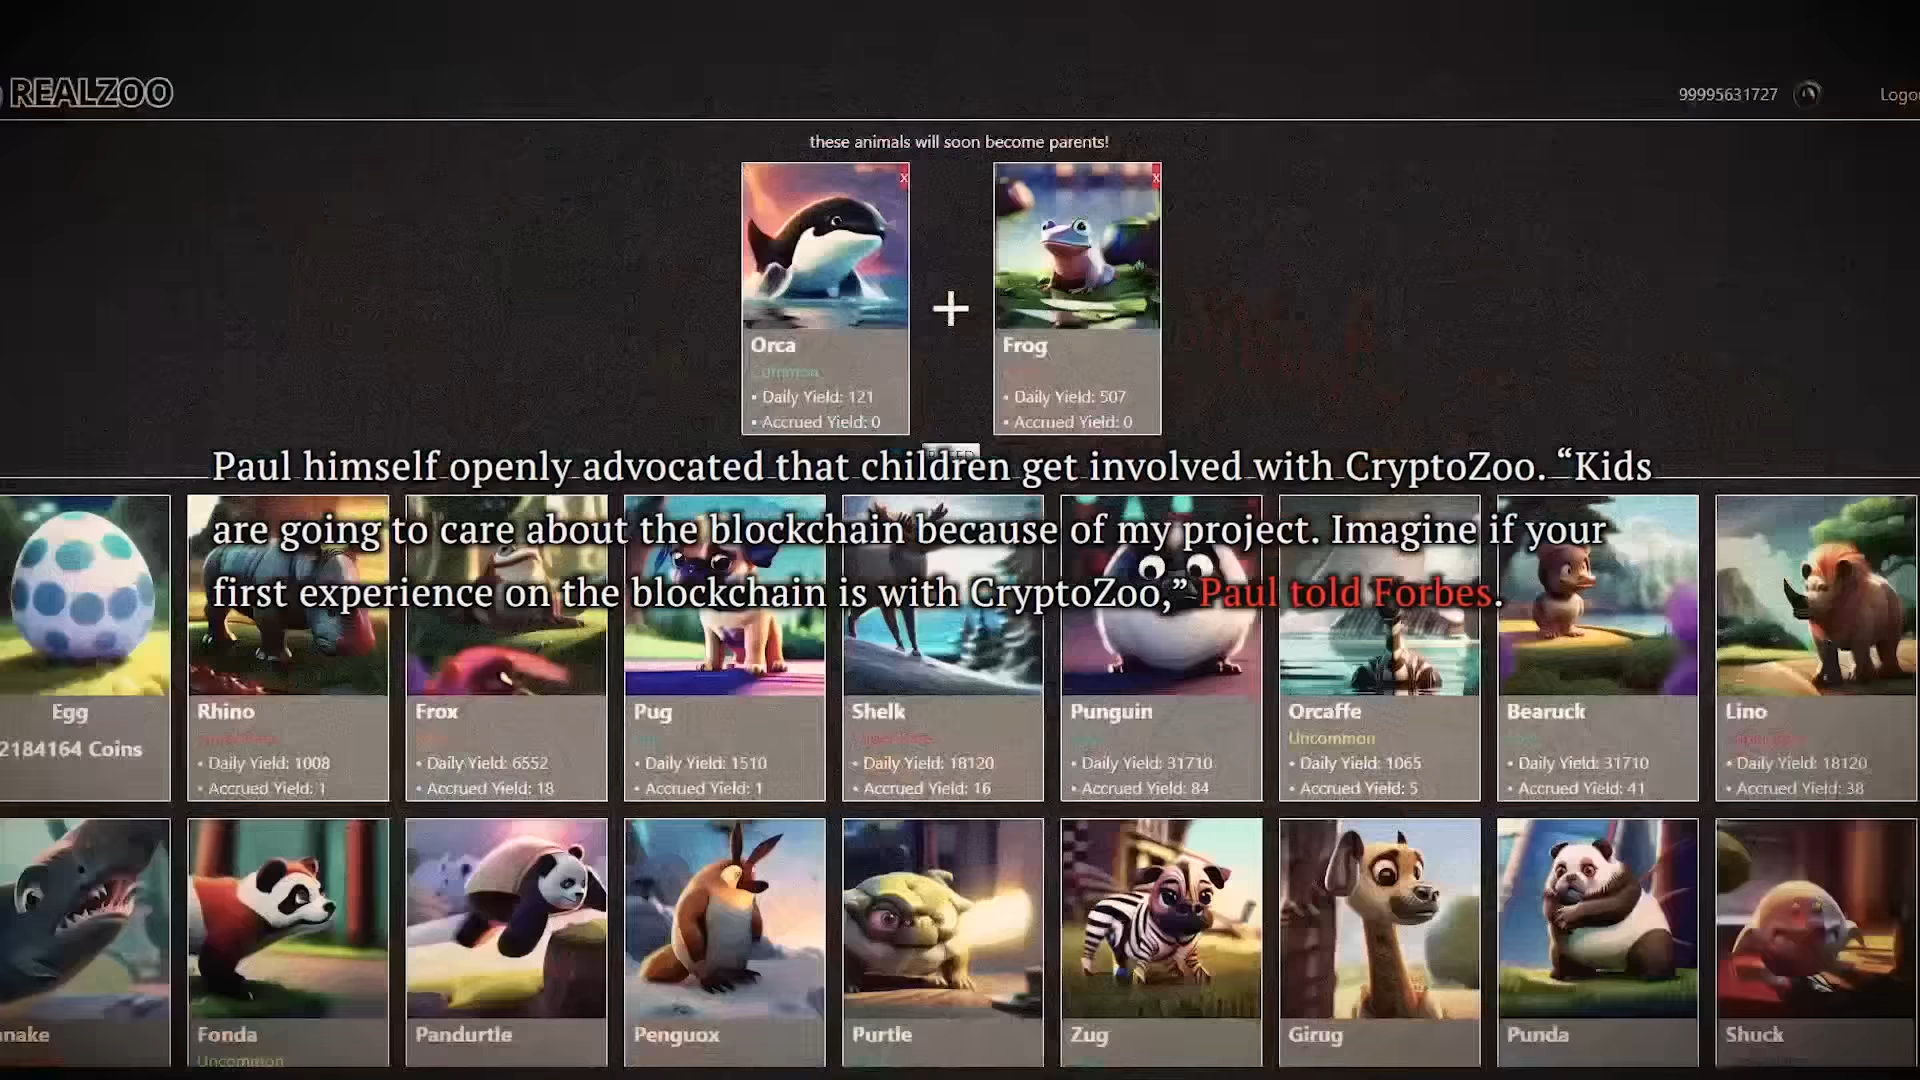 REALZOO
99995631727
Logo
these animals will soon become parents!
X
X
Orca
Common
• Daily Yield: 121
• Accrued Yield: 0
+
Frog
• Daily Yield: 507
• Accrued Yield: 0
Paul himself openly advocated that children get involved with CryptoZoo. “Kids
are going to care about the blockchain because of my project. Imagine if your
first experience on the blockchain is with CryptoZoo,” Paul told Forbes.
Egg
2184164 Coins
Rhino
• Daily Yield: 1008
• Accrued Yield: 1
Frox
• Daily Yield: 6552
• Accrued Yield: 18
Pug
• Daily Yield: 1510
• Accrued Yield: 1
Shelk
• Daily Yield: 18120
• Accrued Yield: 16
Punguin
• Daily Yield: 31710
• Accrued Yield: 84
Orcaffe
Uncommon
• Daily Yield: 1065
• Accrued Yield: 5
Bearuck
• Daily Yield: 31710
• Accrued Yield: 41
Lino
• Daily Yield: 18120
• Accrued Yield: 38
nake
Fonda
Uncommon
Pandurtle
Penguox
Purtle
Zug
Girug
Punda
Shuck